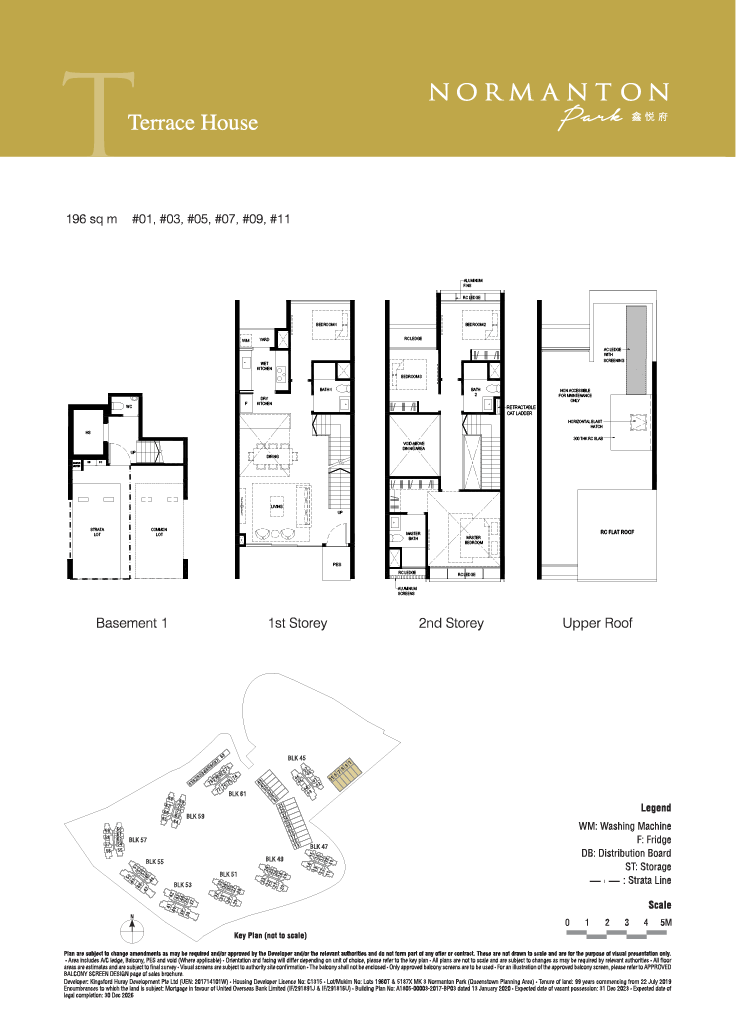 T
Terrace House
NORMANTON
Park 鑫悦府
196 sq m #01, #03, #05, #07, #09, #11
WC
HS
UP
STRATA LOT
COMMON LOT
Basement 1
BEDROOM 1
WM
YARD
WET KITCHEN
BATH 1
F
DRY KITCHEN
DINING
LIVING
UP
PES
1st Storey
ALUMINIUM FINS
RC LEDGE
BEDROOM 2
RC LEDGE
BEDROOM 3
BATH 2
RETRACTABLE CAT LADDER
VOID ABOVE DINING AREA
MASTER BATH
MASTER BEDROOM
RC LEDGE
RC LEDGE
ALUMINIUM SCREENS
2nd Storey
AC LEDGE WITH SCREENING
NON ACCESSIBLE FOR MAINTENANCE ONLY
HORIZONTAL BLAST HATCH
300 THK RC SLAB
RC FLAT ROOF
Upper Roof
BLK 45
BLK 61
BLK 59
BLK 57
BLK 55
BLK 53
BLK 51
BLK 49
BLK 47
N
Key Plan (not to scale)
Legend
WM: Washing Machine
F: Fridge
DB: Distribution Board
ST: Storage
: Strata Line
Scale
0 1 2 3 4 5M
Plan are subject to change amendments as may be required and/or approved by the Developer and/or the relevant authorities and do not form part of any offer or contract. These are not drawn to scale and are for the purpose of visual presentation only.
- Area includes A/C ledge, Balcony, PES and void (Where applicable) - Orientation and facing will differ depending on unit of choice, please refer to the key plan - All plans are not to scale and are subject to changes as may be required by relevant authorities - All floor
areas are estimates and are subject to final survey - Visual screens are subject to authority site confirmation - The balcony shall not be enclosed - Only approved balcony screens are to be used - For an illustration of the approved balcony screen, please refer to APPROVED
BALCONY SCREEN DESIGN page of sales brochure.
Developer: Kingsford Huray Development Pte Ltd (UEN: 201714101W) - Housing Developer Licence No: C1315 - Lot/Mukim No: Lots 1960T & 5187X MK 3 Normanton Park (Queenstown Planning Area) - Tenure of land: 99 years commencing from 22 July 2019
Encumbrances to which the land is subject: Mortgage in favour of United Overseas Bank Limited (IF/291891J & IF/291815U) - Building Plan No: A1805-00003-2017-BP03 dated 13 January 2020 - Expected date of vacant possession: 31 Dec 2023 - Expected date of
legal completion: 30 Dec 2026